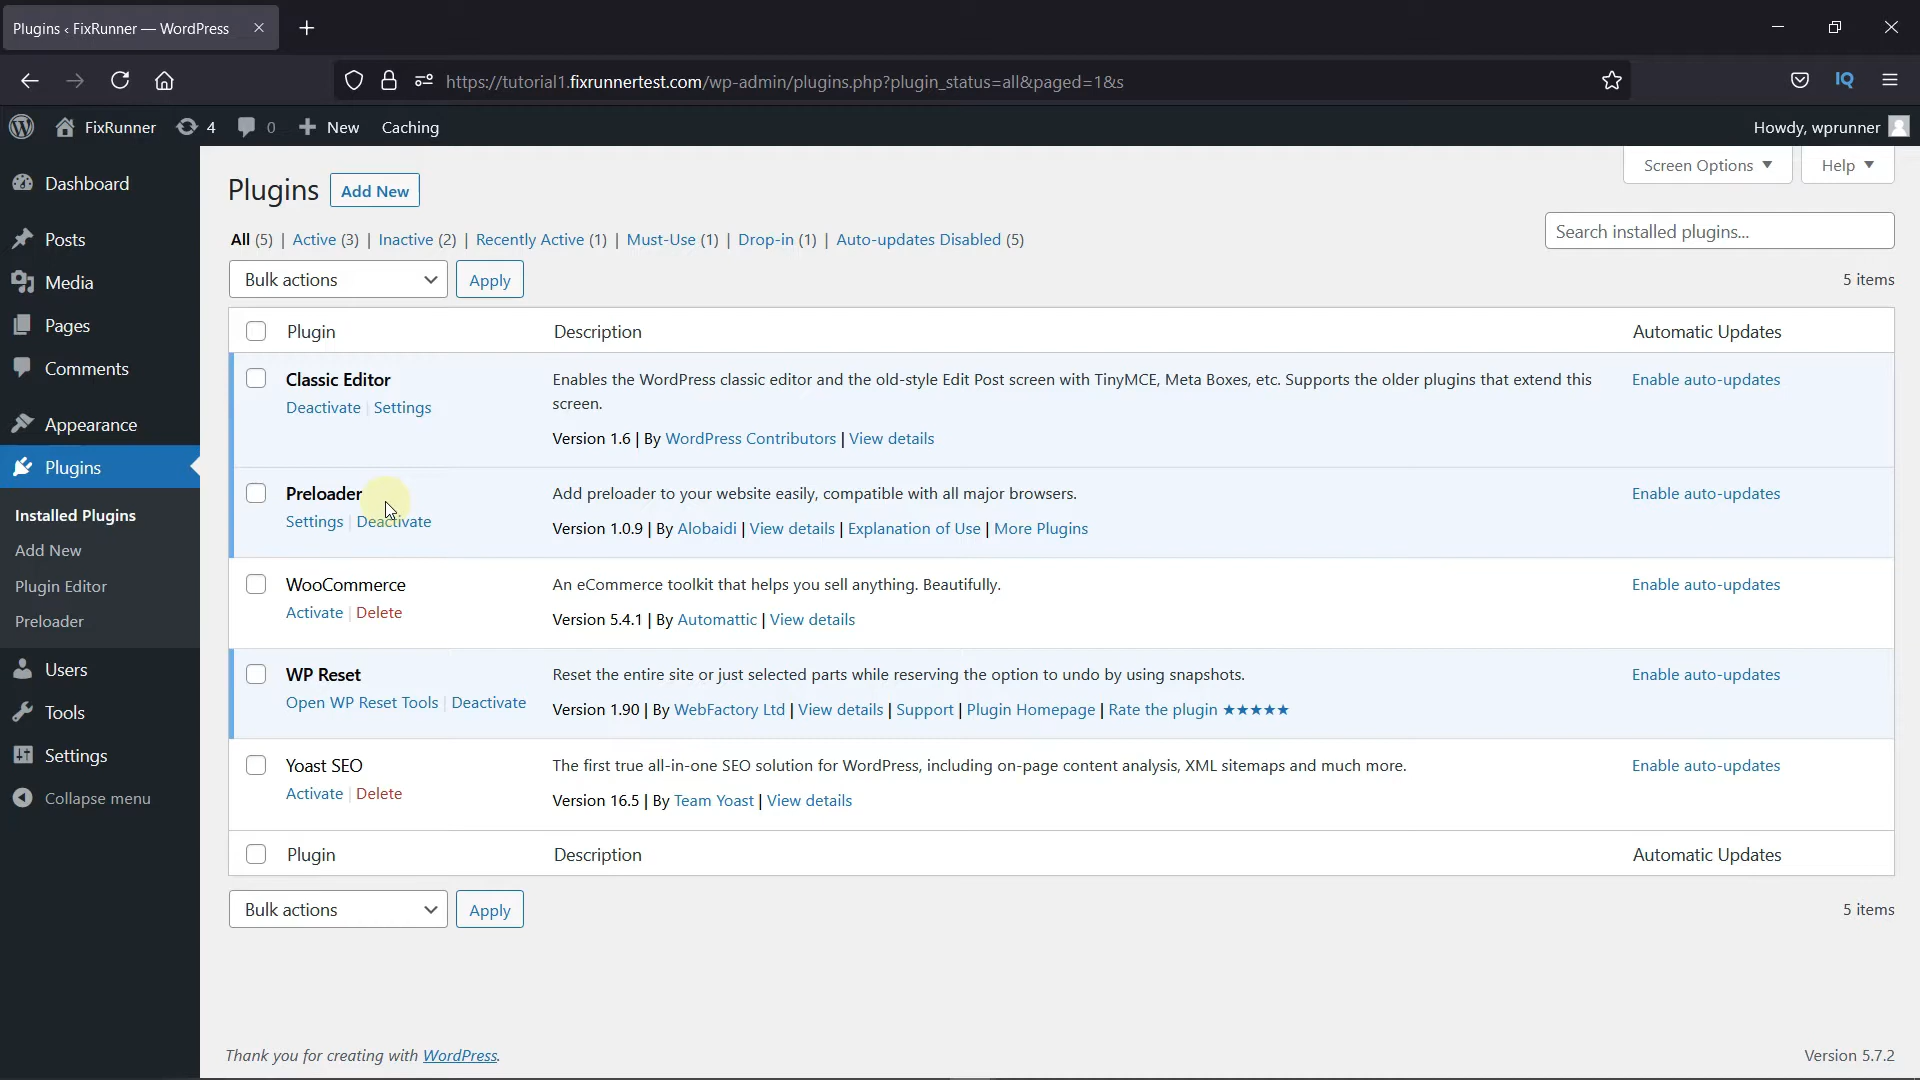 Plugins ‹ FixRunner — WordPress
https://tutorial1.fixrunnertest.com/wp-admin/plugins.php?plugin_status=all&paged=1&s
IQ
FixRunner 4 0 New Caching Howdy, wprunner
Screen Options Help
Dashboard
Posts
Media
Pages
Comments
Appearance
Plugins
Installed Plugins
Add New
Plugin Editor
Preloader
Users
Tools
Settings
Collapse menu
Plugins Add New
All (5) | Active (3) | Inactive (2) | Recently Active (1) | Must-Use (1) | Drop-in (1) | Auto-updates Disabled (5)
Search installed plugins...
Bulk actions Apply 5 items
Plugin Description Automatic Updates
Classic Editor
Deactivate | Settings
Enables the WordPress classic editor and the old-style Edit Post screen with TinyMCE, Meta Boxes, etc. Supports the older plugins that extend this
screen.
Version 1.6 | By WordPress Contributors | View details
Enable auto-updates
Preloader
Settings | Deactivate
Add preloader to your website easily, compatible with all major browsers.
Version 1.0.9 | By Alobaidi | View details | Explanation of Use | More Plugins
Enable auto-updates
WooCommerce
Activate | Delete
An eCommerce toolkit that helps you sell anything. Beautifully.
Version 5.4.1 | By Automattic | View details
Enable auto-updates
WP Reset
Open WP Reset Tools | Deactivate
Reset the entire site or just selected parts while reserving the option to undo by using snapshots.
Version 1.90 | By WebFactory Ltd | View details | Support | Plugin Homepage | Rate the plugin ★★★★★
Enable auto-updates
Yoast SEO
Activate | Delete
The first true all-in-one SEO solution for WordPress, including on-page content analysis, XML sitemaps and much more.
Version 16.5 | By Team Yoast | View details
Enable auto-updates
Plugin Description Automatic Updates
Bulk actions Apply 5 items
Thank you for creating with WordPress. Version 5.7.2